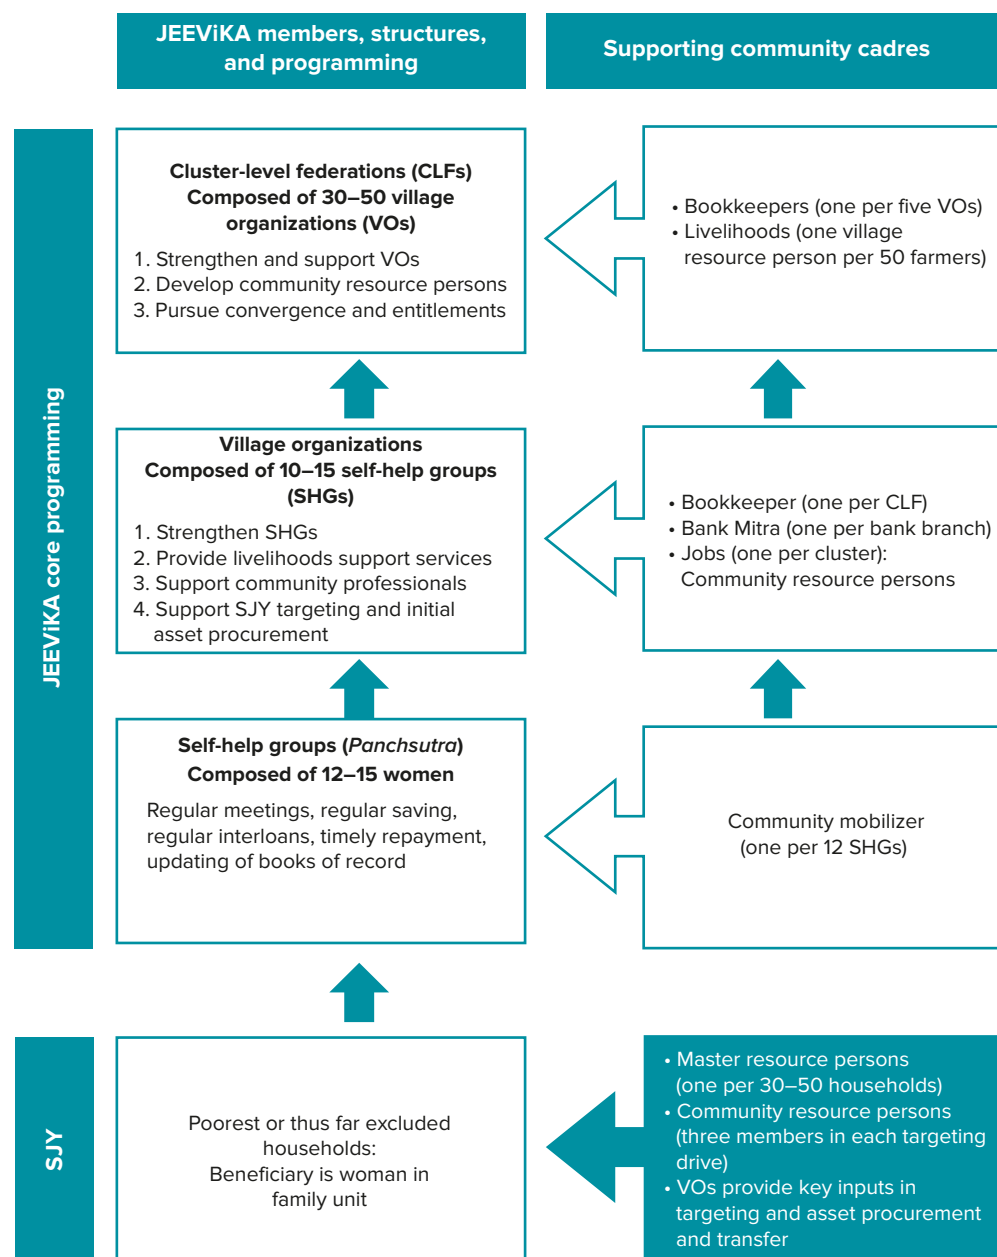 JEEViKA members, structures,
and programming
Supporting community cadres
JEEViKA core programming
Cluster-level federations (CLFs)
Composed of 30–50 village
organizations (VOs)
1. Strengthen and support VOs
2. Develop community resource persons
3. Pursue convergence and entitlements
• Bookkeepers (one per five VOs)
• Livelihoods (one village
resource person per 50 farmers)
Village organizations
Composed of 10–15 self-help groups
(SHGs)
1. Strengthen SHGs
2. Provide livelihoods support services
3. Support community professionals
4. Support SJY targeting and initial
asset procurement
• Bookkeeper (one per CLF)
• Bank Mitra (one per bank branch)
• Jobs (one per cluster):
Community resource persons
Self-help groups (Panchsutra)
Composed of 12–15 women
Regular meetings, regular saving,
regular interloans, timely repayment,
updating of books of record
Community mobilizer
(one per 12 SHGs)
SJY
Poorest or thus far excluded
households:
Beneficiary is woman in
family unit
• Master resource persons
(one per 30–50 households)
• Community resource persons
(three members in each targeting
drive)
• VOs provide key inputs in
targeting and asset procurement
and transfer